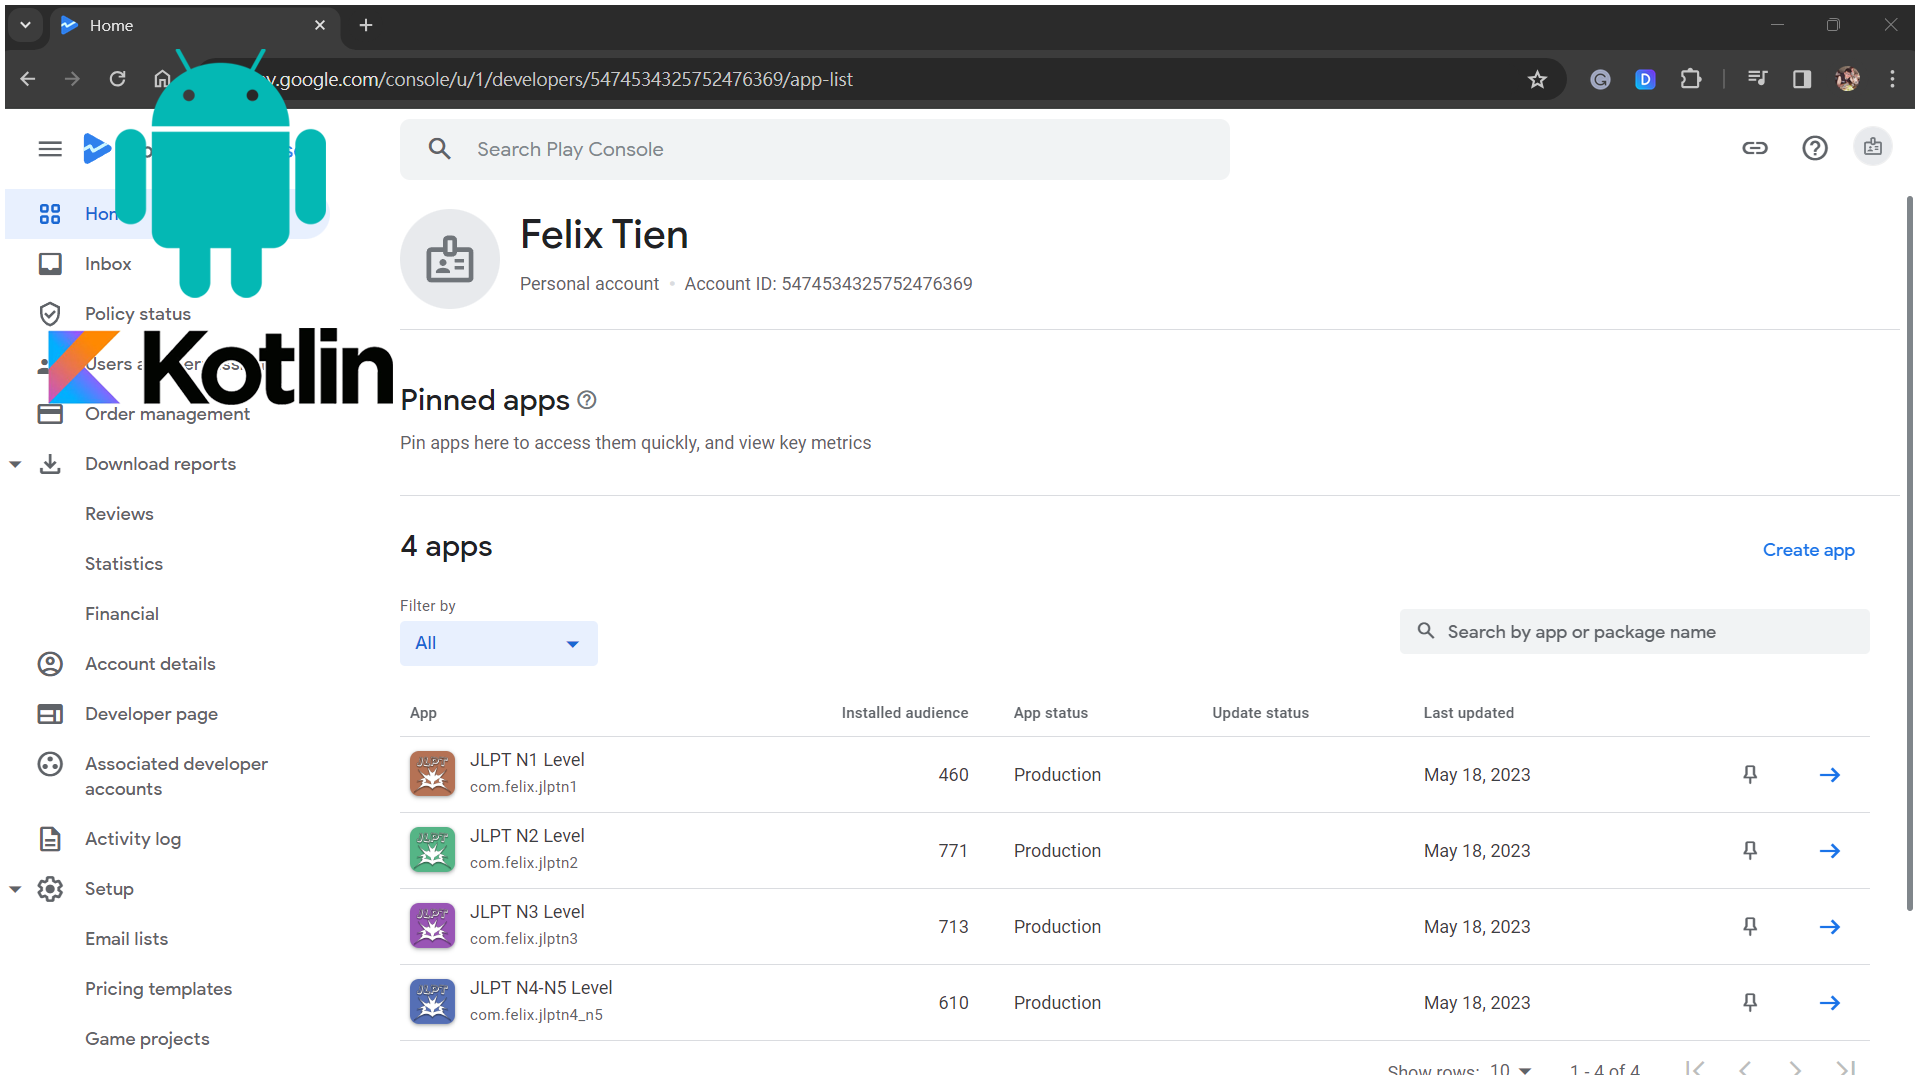 Home
y.google.com/console/u/1/developers/5474534325752476369/app-list
Search Play Console
Felix Tien
Personal account • Account ID: 5474534325752476369
Inbox
Policy status
Users
Kotlin
Order management
Download reports
Reviews
Statistics
Financial
Account details
Developer page
Associated developer
accounts
Activity log
Setup
Email lists
Pricing templates
Game projects
Pinned apps
Pin apps here to access them quickly, and view key metrics
4 apps
Create app
Filter by
All
Search by app or package name
App Installed audience App status Update status Last updated
JLPT N1 Level
com.felix.jlptn1
460 Production May 18, 2023
JLPT N2 Level
com.felix.jlptn2
771 Production May 18, 2023
JLPT N3 Level
com.felix.jlptn3
713 Production May 18, 2023
JLPT N4-N5 Level
com.felix.jlptn4_n5
610 Production May 18, 2023
Show rows: 10 1 - 4 of 4